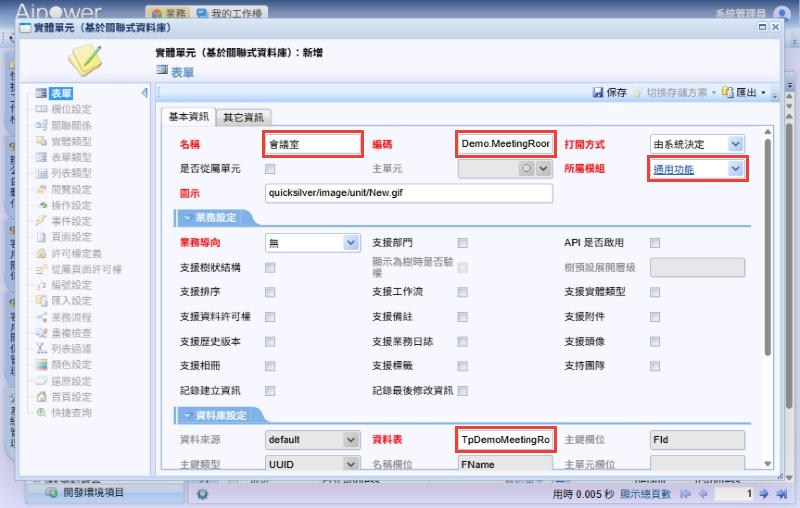 Ainower
業務
我的工作檯
系統管理員
實體單元（基於關聯式資料庫）
實體單元（基於關聯式資料庫）: 新增
表單
表單
欄位設定
關聯關係
實體類型
表單類型
列表類型
閱覽設定
操作設定
事件設定
頁面設定
許可權定義
從屬頁面許可權
編號設定
匯入設定
業務流程
重複檢查
列表過濾
顏色設定
還原設定
首頁設定
快捷查詢
保存 切換存儲方案 匯出
基本資訊 其它資訊
名稱 會議室 編碼 Demo.MeetingRoor 打開方式 由系統決定
是否從屬單元 主單元 所屬模組 通用功能
圖示 quicksilver/image/unit/New.gif
業務設定
業務導向 無 支援部門 API 是否啟用
支援樹狀結構 顯示為樹時是否驗權 樹預設展開層級
支援排序 支援工作流 支援實體類型
支援資料許可權 支援備註 支援附件
支援歷史版本 支援業務日誌 支援頭像
支援相冊 支援標籤 支持團隊
記錄建立資訊 記錄最後修改資訊
資料庫設定
資料來源 default 資料表 TpDemoMeetingRo 主鍵欄位 FId
主鍵類型 UUID 名稱欄位 FName 主單元欄位
開發環境項目
用時 0.005 秒 顯示總頁數 1